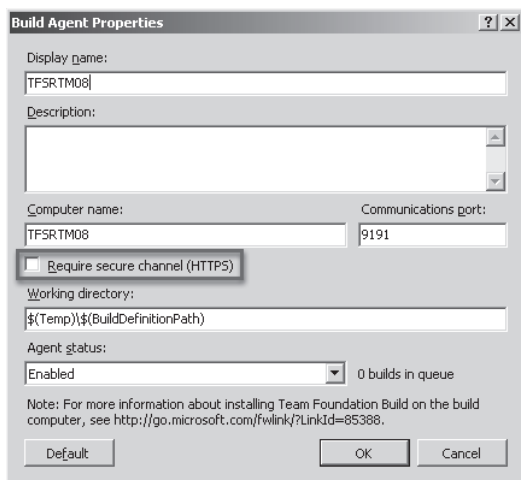 Build Agent Properties
Display name:
TFSRTM08
Description:
Computer name:
Communications port:
TFSRTM08
9191
Require secure channel (HTTPS)
Working directory:
$(Temp)\$(BuildDefinitionPath)
Agent status:
Enabled
0 builds in queue
Note: For more information about installing Team Foundation Build on the build
computer, see http://go.microsoft.com/fwlink/?LinkId=85388.
Default
OK
Cancel